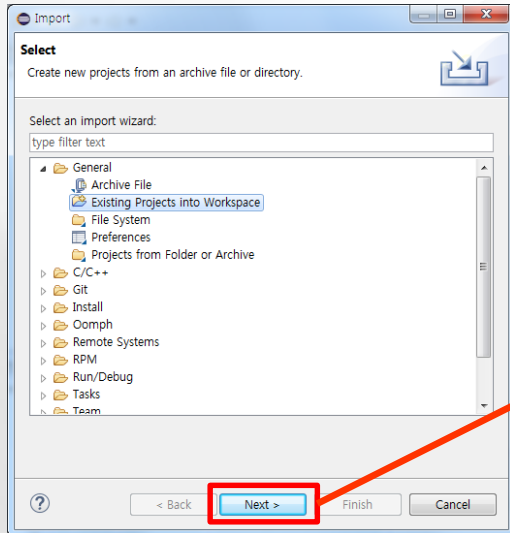 Import
Select
Create new projects from an archive file or directory.
Select an import wizard:
type filter text
General
Archive File
Existing Projects into Workspace
File System
Preferences
Projects from Folder or Archive
C/C++
Git
Install
Oomph
Remote Systems
RPM
Run/Debug
Tasks
Team
< Back Next > Finish Cancel